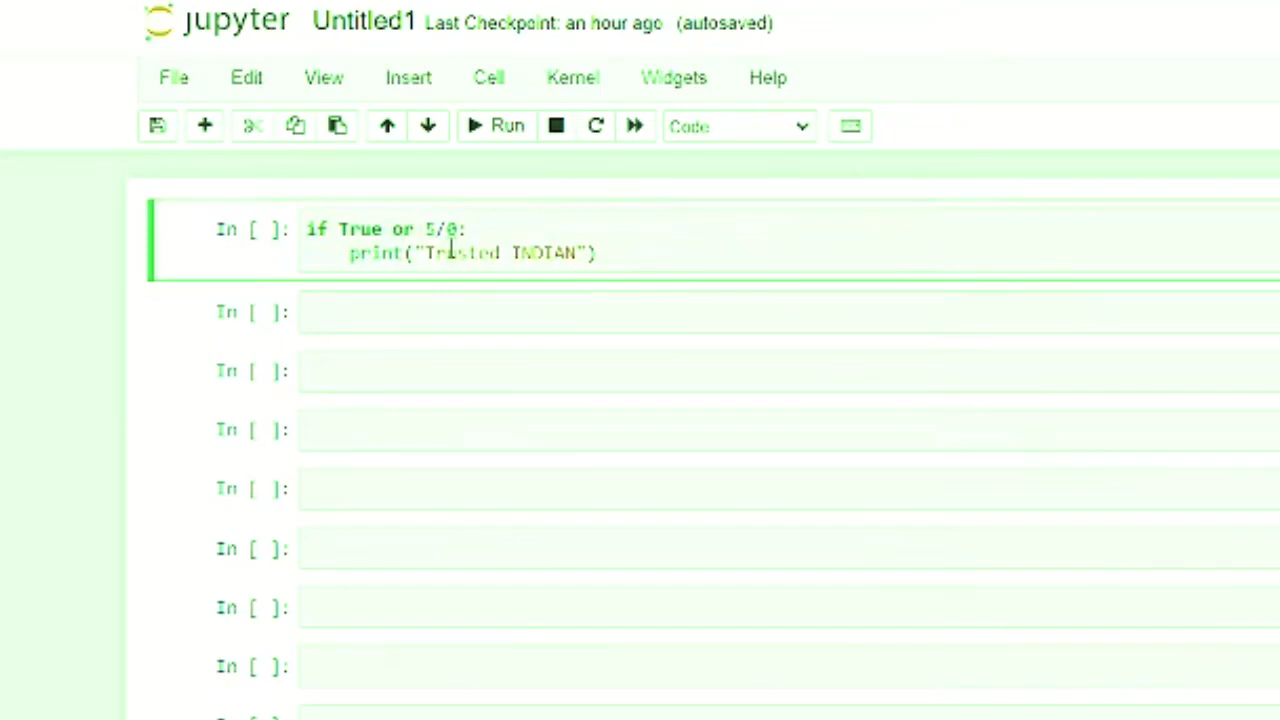 jupyter Untitled1 Last Checkpoint: an hour ago (autosaved)
File Edit View Insert Cell Kernel Widgets Help
Run Code
In [ ]: if True or 5/0:
print("Trusted INDIAN")
In [ ]:
In [ ]:
In [ ]:
In [ ]:
In [ ]:
In [ ]:
In [ ]: